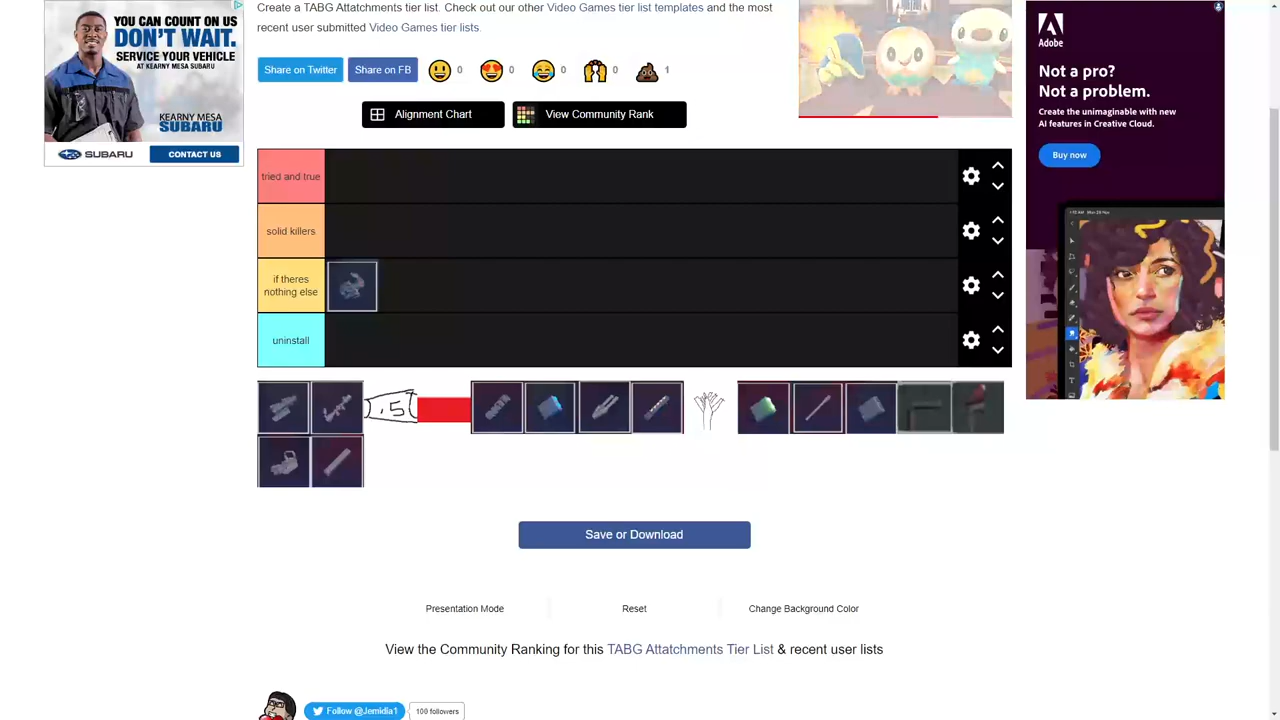 YOU CAN COUNT ON US
DON'T WAIT.
SERVICE YOUR VEHICLE
AT KEARNY MESA SUBARU
KEARNY MESA
SUBARU
SUBARU
CONTACT US
Create a TABG Attatchments tier list. Check out our other Video Games tier list templates and the most
recent user submitted Video Games tier lists.
Share on Twitter
Share on FB
0
0
0
0
1
Alignment Chart
View Community Rank
tried and true
solid killers
if theres
nothing else
uninstall
.5
Save or Download
Presentation Mode
Reset
Change Background Color
View the Community Ranking for this TABG Attatchments Tier List & recent user lists
Follow @Jemidia1
106 followers
Adobe
Not a pro?
Not a problem.
Create the unimaginable with new
AI features in Creative Cloud.
Buy now